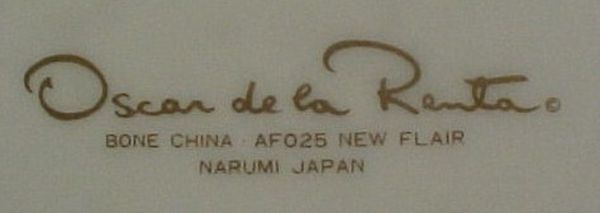 Oscar de la Renta©
BONE CHINA · AF025 NEW FLAIR
NARUMI JAPAN